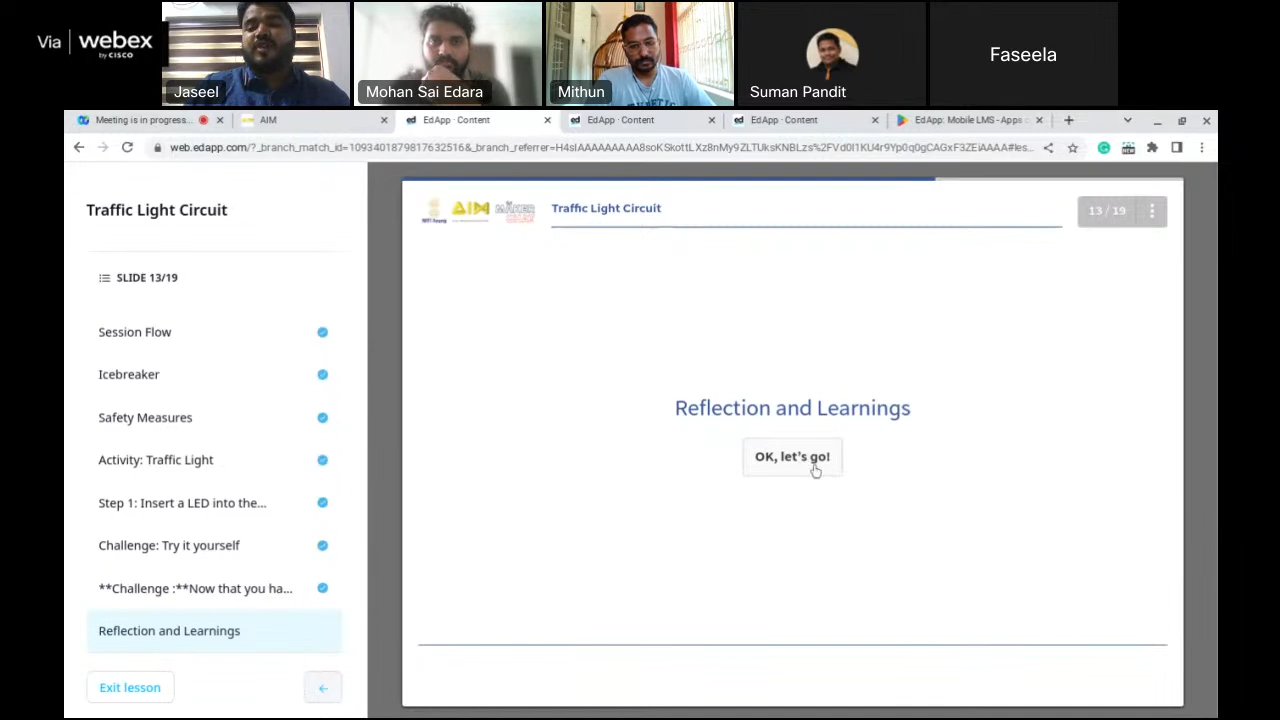 Via webex
by CISCO
Jaseel
Mohan Sai Edara
Mithun
Suman Pandit
Faseela
Meeting is in progress...
AIM
EdApp · Content
EdApp · Content
EdApp · Content
EdApp: Mobile LMS - Apps
Traffic Light Circuit
SLIDE 13/19
Session Flow
Icebreaker
Safety Measures
Activity: Traffic Light
Step 1: Insert a LED into the...
Challenge: Try it yourself
**Challenge :**Now that you ha...
Reflection and Learnings
Exit lesson
AIM
Traffic Light Circuit
13 / 19
Reflection and Learnings
OK, let's go!